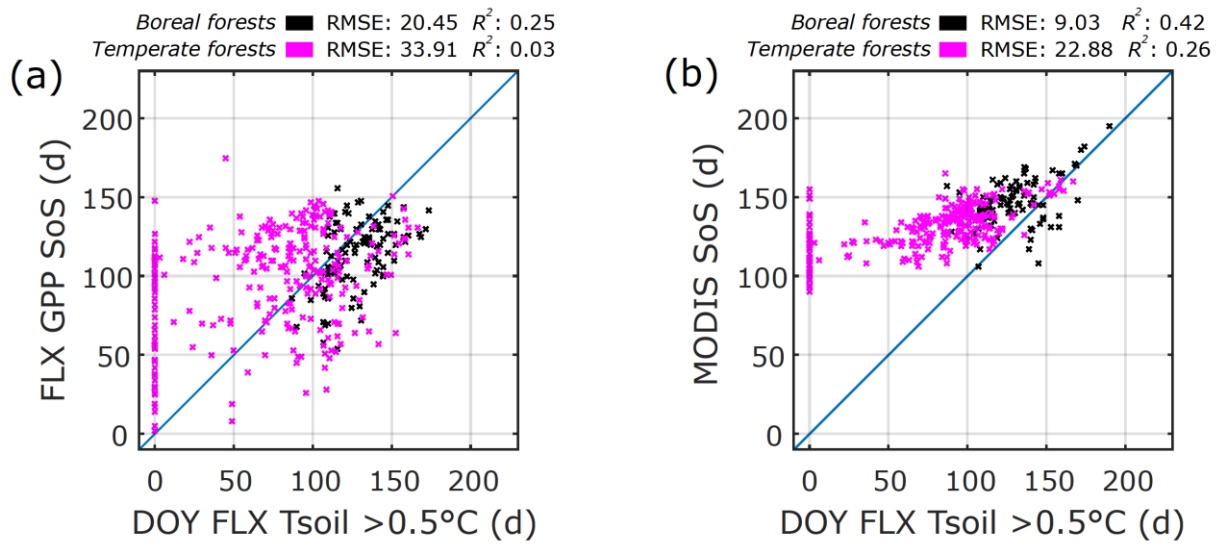 Boreal forests RMSE: 20.45 R²: 0.25
Temperate forests RMSE: 33.91 R²: 0.03
(a)
FLX GPP SoS (d)
200
150
100
50
0
0 50 100 150 200
DOY FLX Tsoil >0.5°C (d)
Boreal forests RMSE: 9.03 R²: 0.42
Temperate forests RMSE: 22.88 R²: 0.26
(b)
MODIS SoS (d)
200
150
100
50
0
0 50 100 150 200
DOY FLX Tsoil >0.5°C (d)